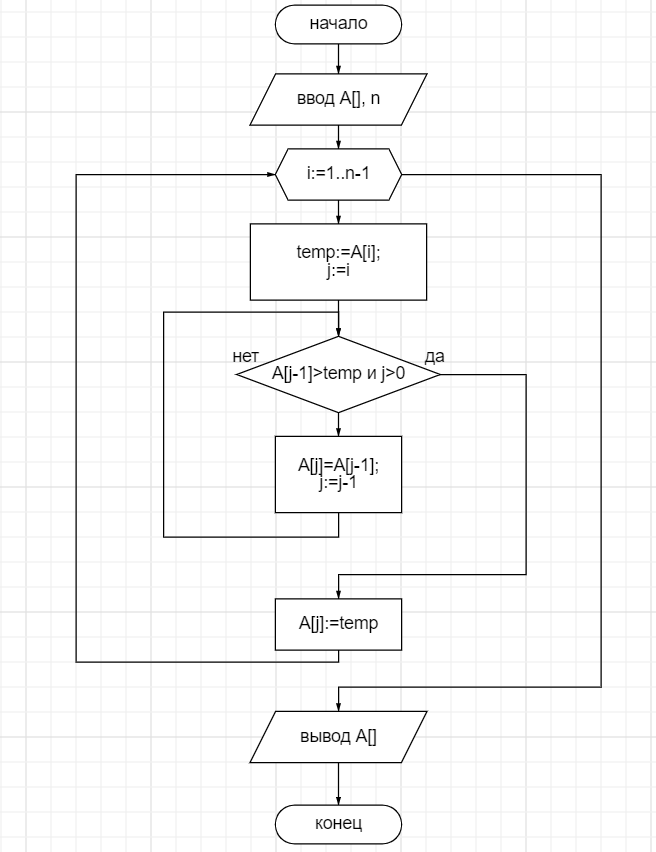 начало
ввод A[], n
i:=1..n-1
temp:=A[i];
j:=i
нет
да
A[j-1]>temp и j>0
A[j]=A[j-1];
j:=j-1
A[j]:=temp
вывод A[]
конец